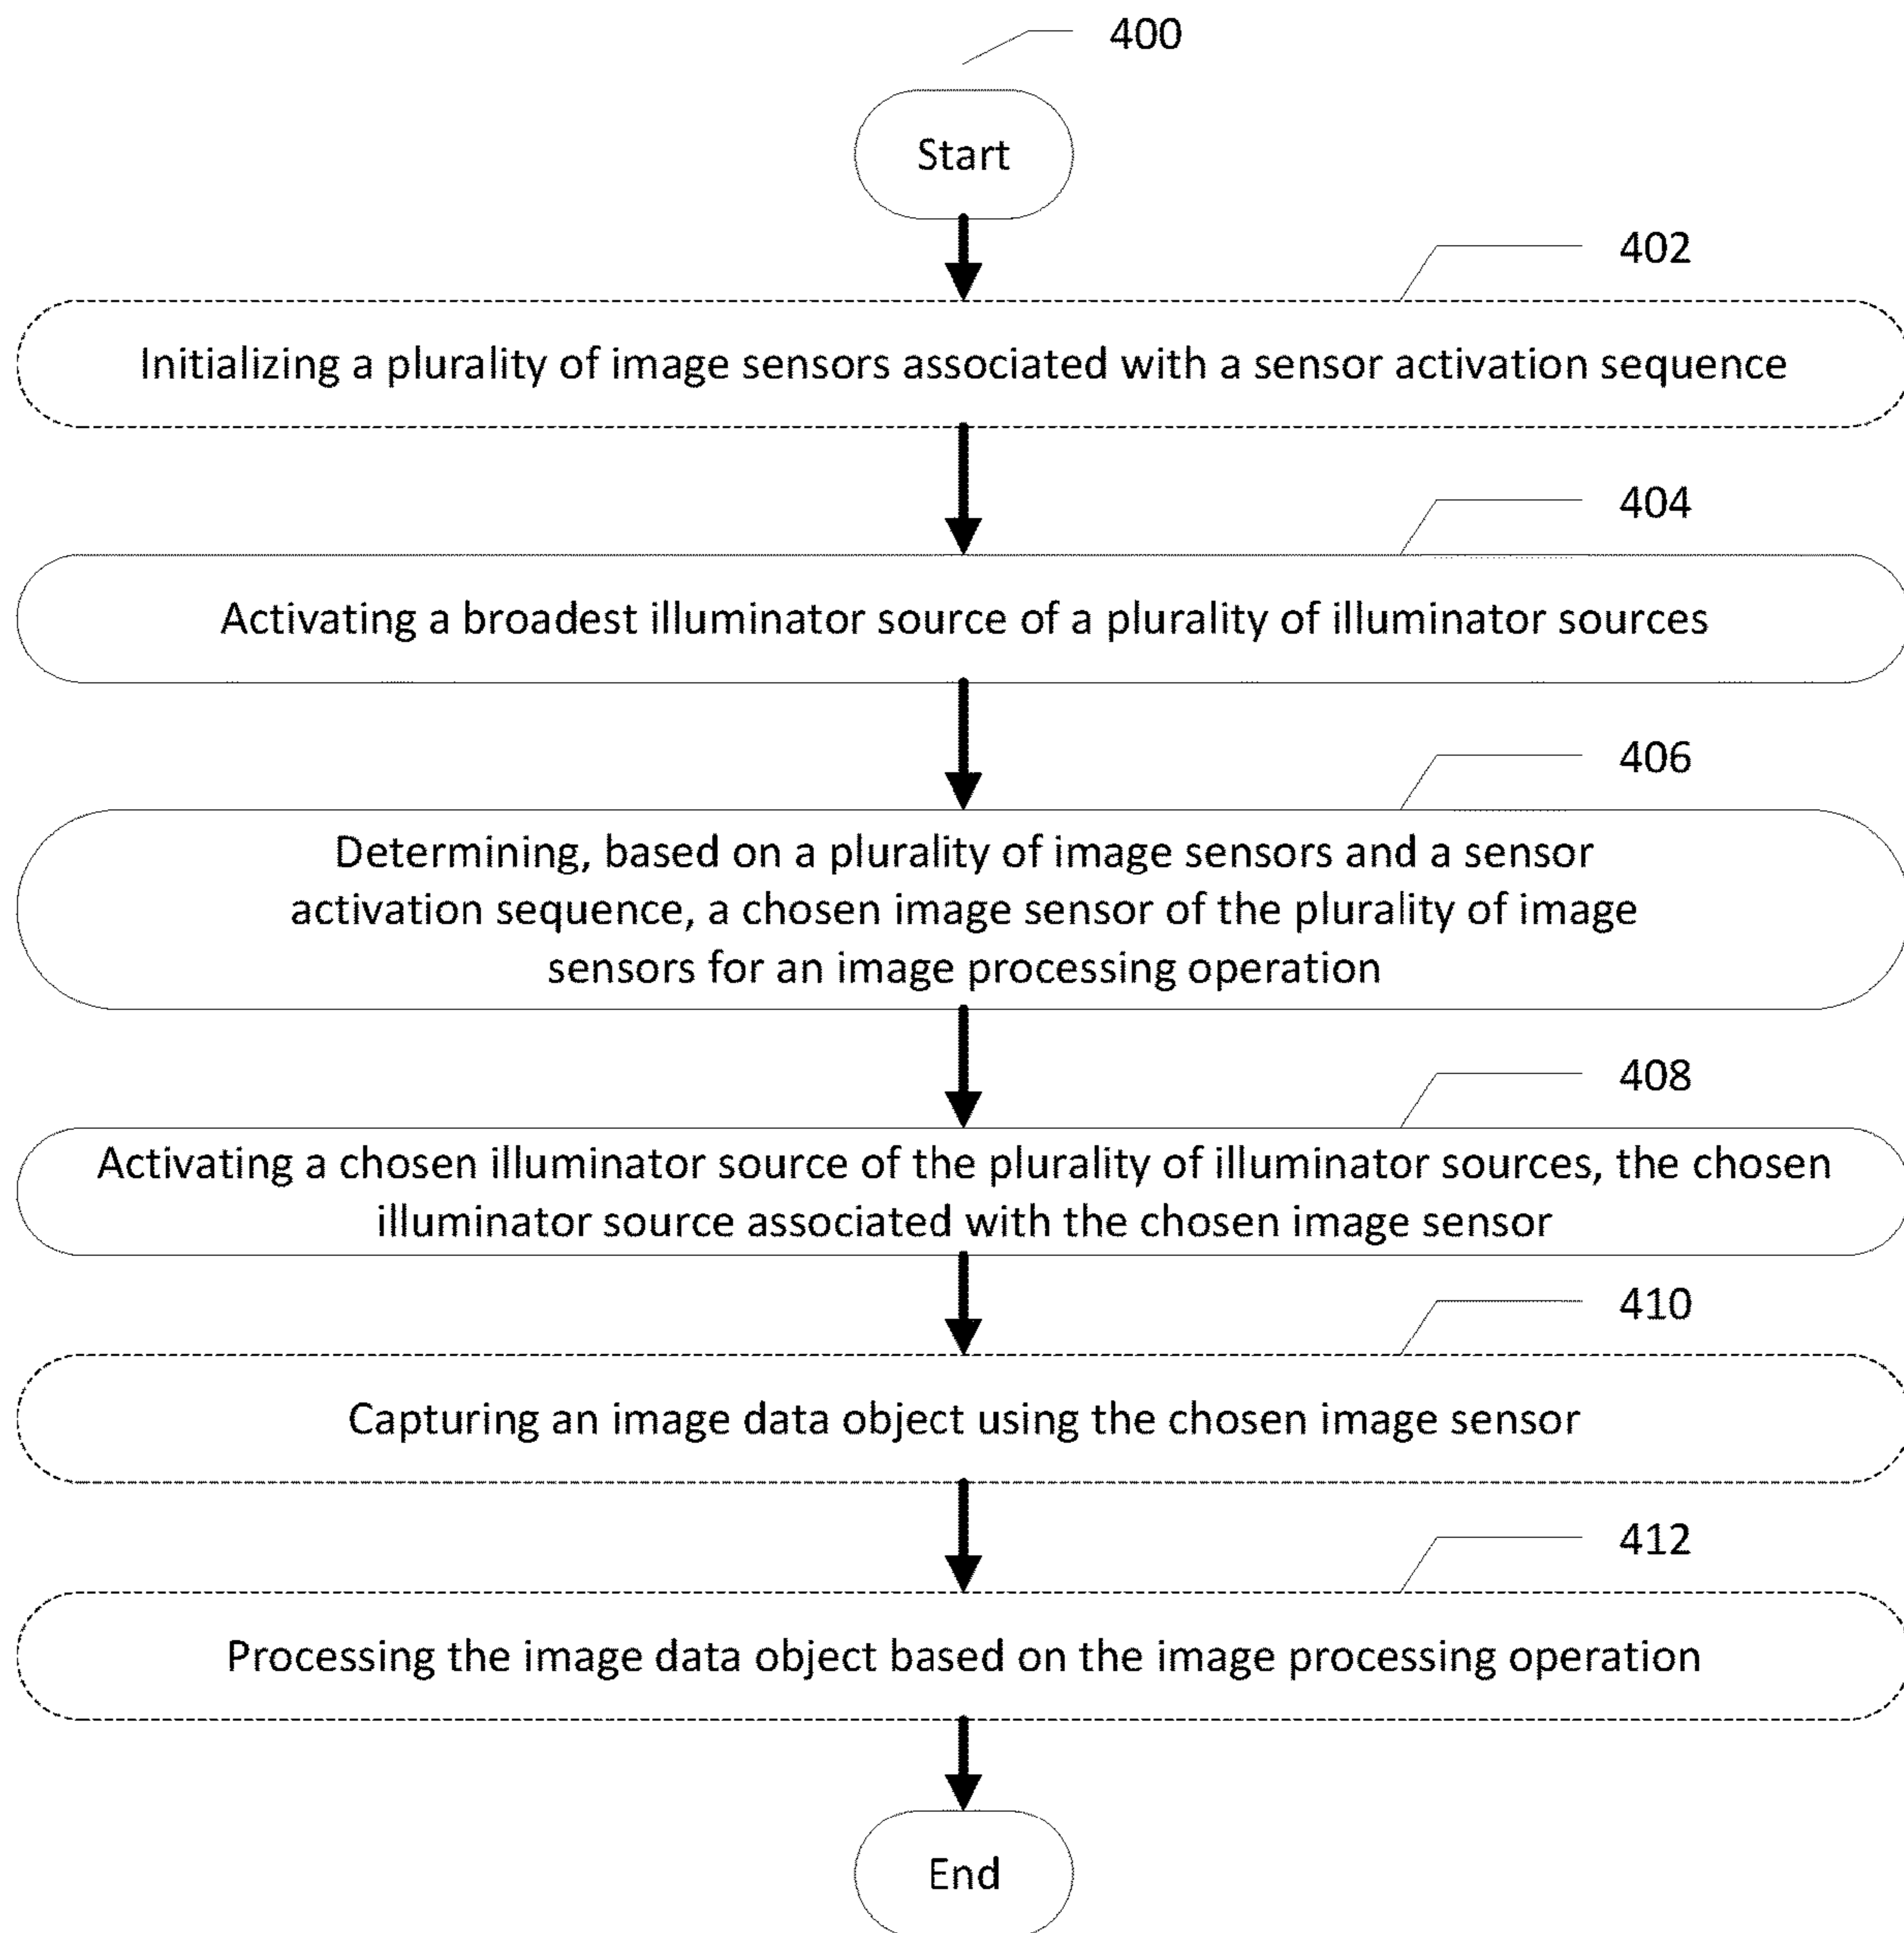 400
Start
402
Initializing a plurality of image sensors associated with a sensor activation sequence
404
Activating a broadest illuminator source of a plurality of illuminator sources
406
Determining, based on a plurality of image sensors and a sensor
activation sequence, a chosen image sensor of the plurality of image
sensors for an image processing operation
408
Activating a chosen illuminator source of the plurality of illuminator sources, the chosen
illuminator source associated with the chosen image sensor
410
Capturing an image data object using the chosen image sensor
412
Processing the image data object based on the image processing operation
End